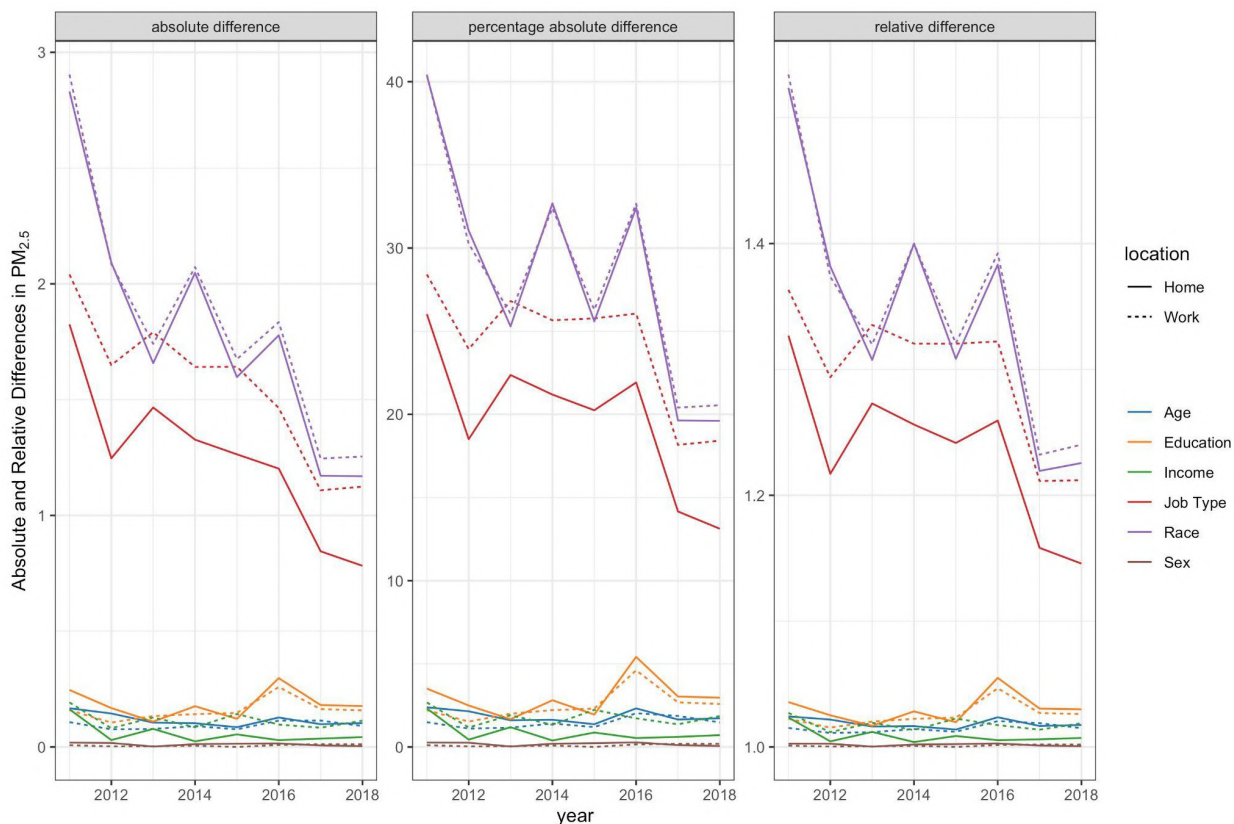 absolute difference
percentage absolute difference
relative difference
Absolute and Relative Differences in PM2.5
3
2
1
0
40
30
20
10
0
1.4
1.2
1.0
2012 2014 2016 2018
2012 2014 2016 2018
2012 2014 2016 2018
year
location
Home
Work
Age
Education
Income
Job Type
Race
Sex